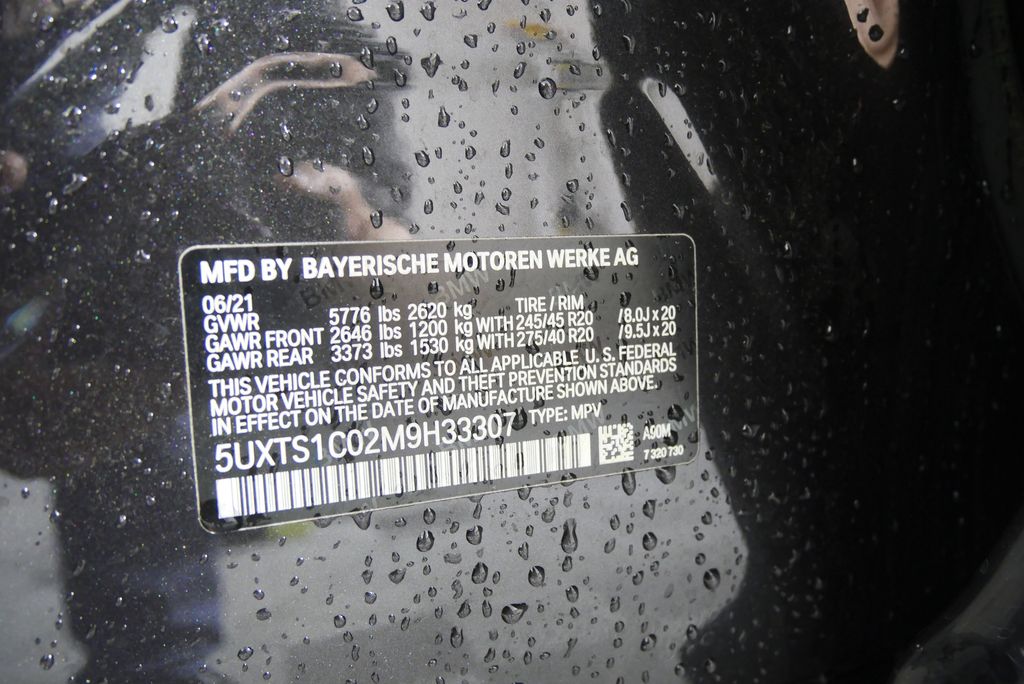 MFD BY BAYERISCHE MOTOREN WERKE AG
06/21 TIRE / RIM
GVWR 5776 lbs 2620 kg
GAWR FRONT 2646 lbs 1200 kg WITH 245/45 R20 /8.0J x 20
GAWR REAR 3373 lbs 1530 kg WITH 275/40 R20 /9.5J x 20
THIS VEHICLE CONFORMS TO ALL APPLICABLE U.S. FEDERAL
MOTOR VEHICLE SAFETY AND THEFT PREVENTION STANDARDS
IN EFFECT ON THE DATE OF MANUFACTURE SHOWN ABOVE.
5UXTS1C02M9H33307 TYPE: MPV
A90M
7 320 730